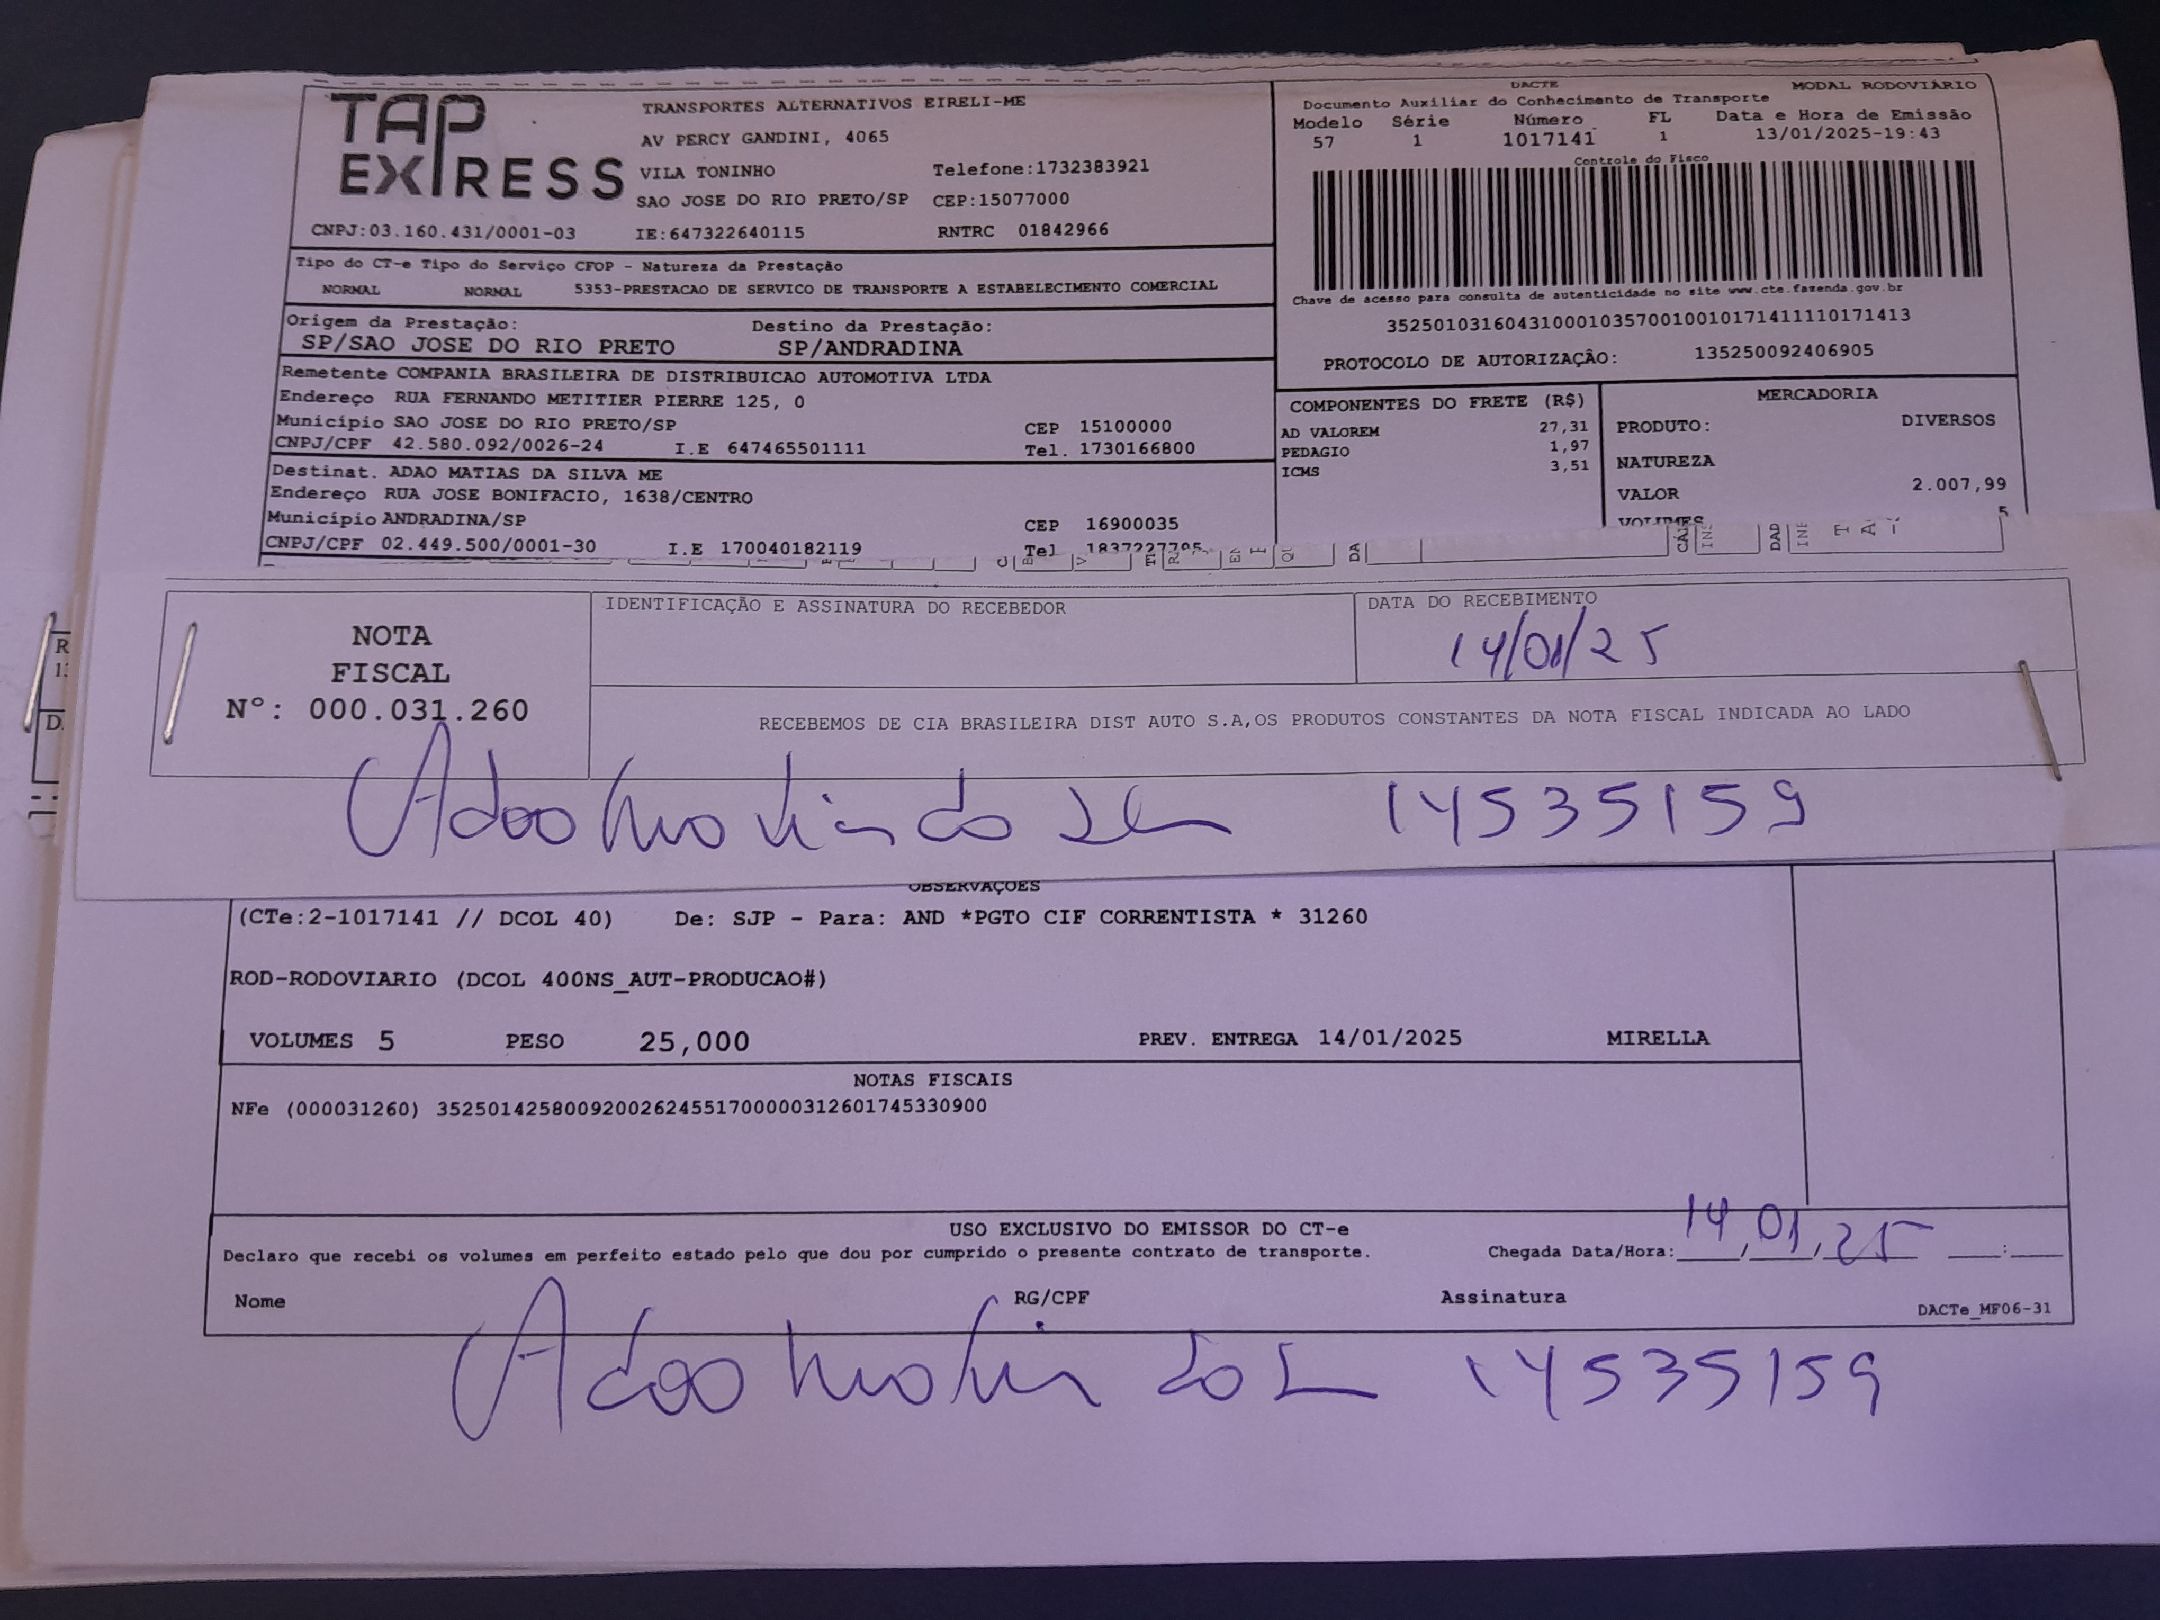 TAP EXPRESS
TRANSPORTES ALTERNATIVOS EIRELI-ME
AV PERCY GANDINI, 4065
VILA TONINHO Telefone:1732383921
SAO JOSE DO RIO PRETO/SP CEP:15077000
CNPJ:03.160.431/0001-03 IE:647322640115 RNTRC 01842966
DACTE MODAL RODOVIÁRIO
Documento Auxiliar do Conhecimento de Transporte
Modelo Série Número FL Data e Hora de Emissão
57 1 1017141 1 13/01/2025-19:43
Controle do Fisco
Chave de acesso para consulta de autenticidade no site www.cte.fazenda.gov.br
35250103160431000103570010010171411110171413
PROTOCOLO DE AUTORIZAÇÃO: 135250092406905
Tipo do CT-e Tipo do Serviço CFOP - Natureza da Prestação
NORMAL NORMAL 5353-PRESTACAO DE SERVICO DE TRANSPORTE A ESTABELECIMENTO COMERCIAL
Origem da Prestação: Destino da Prestação:
SP/SAO JOSE DO RIO PRETO SP/ANDRADINA
Remetente COMPANIA BRASILEIRA DE DISTRIBUICAO AUTOMOTIVA LTDA
Endereço RUA FERNANDO METITIER PIERRE 125, 0
Município SAO JOSE DO RIO PRETO/SP CEP 15100000
CNPJ/CPF 42.580.092/0026-24 I.E 647465501111 Tel. 1730166800
Destinat. ADAO MATIAS DA SILVA ME
Endereço RUA JOSE BONIFACIO, 1638/CENTRO
Município ANDRADINA/SP CEP 16900035
CNPJ/CPF 02.449.500/0001-30 I.E 170040182119 Tel 1837227705
COMPONENTES DO FRETE (R$)
AD VALOREM 27,31
PEDAGIO 1,97
ICMS 3,51
MERCADORIA
PRODUTO: DIVERSOS
NATUREZA
VALOR 2.007,99
VOLUMES 5
NOTA
FISCAL
Nº: 000.031.260
IDENTIFICAÇÃO E ASSINATURA DO RECEBEDOR
DATA DO RECEBIMENTO
14/01/25
RECEBEMOS DE CIA BRASILEIRA DIST AUTO S.A,OS PRODUTOS CONSTANTES DA NOTA FISCAL INDICADA AO LADO
Adao Matias da 14535159
OBSERVAÇÕES
(CTe:2-1017141 // DCOL 40) De: SJP - Para: AND *PGTO CIF CORRENTISTA * 31260
ROD-RODOVIARIO (DCOL 400NS_AUT-PRODUCAO#)
VOLUMES 5 PESO 25,000 PREV. ENTREGA 14/01/2025 MIRELLA
NOTAS FISCAIS
NFe (000031260) 35250142580092002624551700000312601745330900
USO EXCLUSIVO DO EMISSOR DO CT-e
Declaro que recebi os volumes em perfeito estado pelo que dou por cumprido o presente contrato de transporte. Chegada Data/Hora: 14,01,25 :
Nome RG/CPF Assinatura DACTe_MF06-31
Adao 14535159